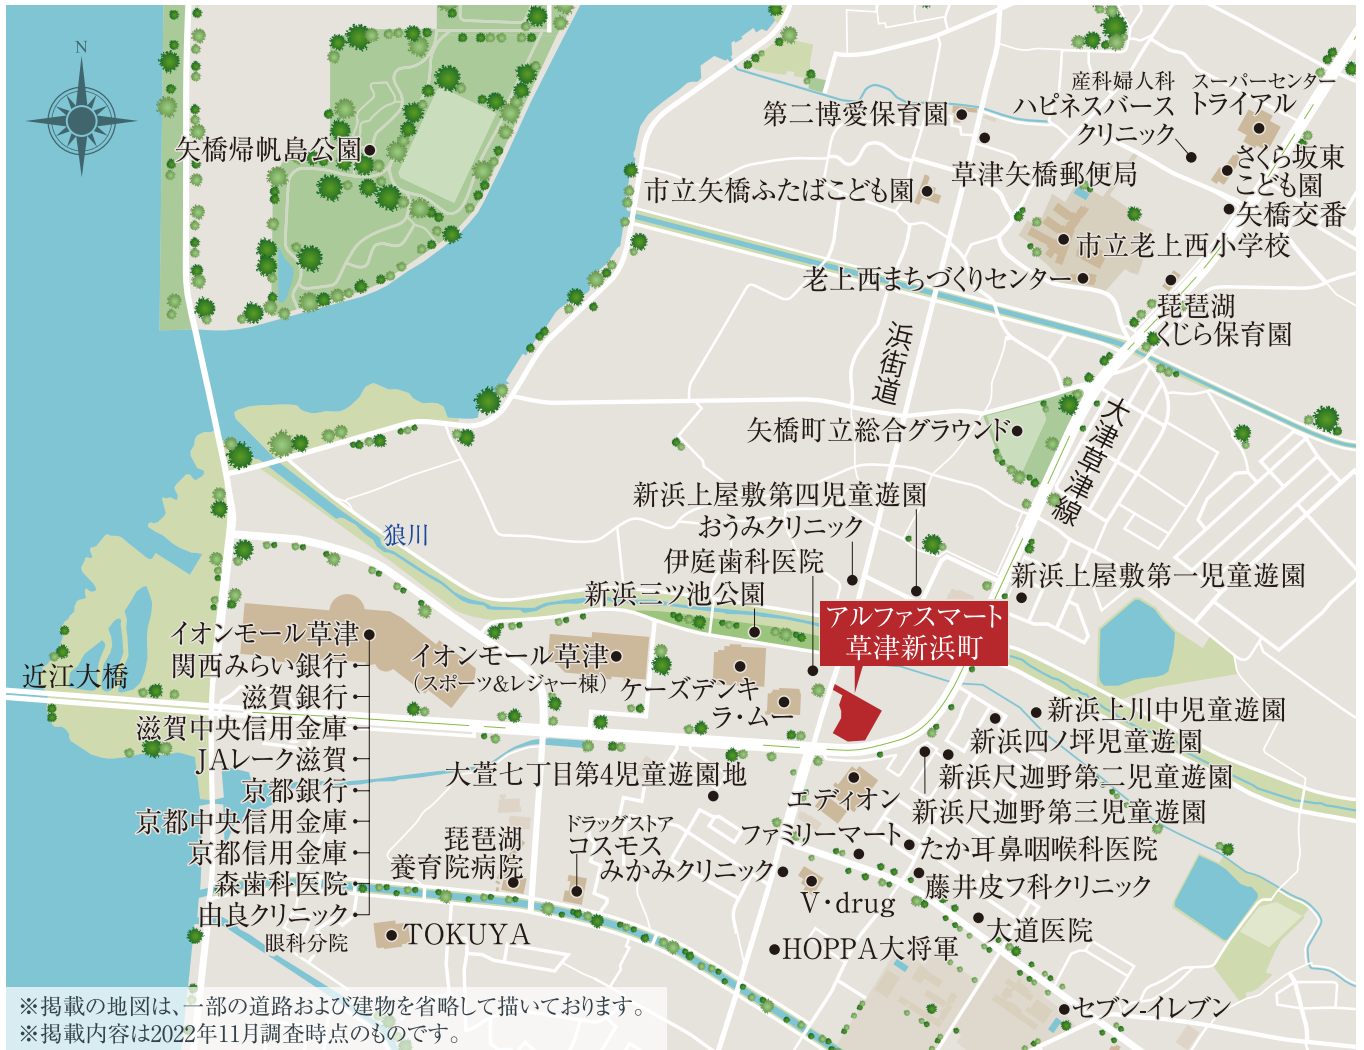 N
矢橋帰帆島公園
第二博愛保育園
産科婦人科
ハピネスバース
クリニック
スーパーセンター
トライアル
草津矢橋郵便局
さくら坂東
こども園
市立矢橋ふたばこども園
矢橋交番
市立老上西小学校
老上西まちづくりセンター
琵琶湖
くじら保育園
浜街道
矢橋町立総合グラウンド
大津草津線
新浜上屋敷第四児童遊園
おうみクリニック
狼川
伊庭歯科医院
新浜三ツ池公園
新浜上屋敷第一児童遊園
アルファスマート
草津新浜町
近江大橋
イオンモール草津
関西みらい銀行
滋賀銀行
滋賀中央信用金庫
JAレーク滋賀
京都銀行
京都中央信用金庫
京都信用金庫
森歯科医院
由良クリニック
眼科分院
イオンモール草津
(スポーツ&レジャー棟)
ケーズデンキ
ラ・ムー
新浜上川中児童遊園
新浜四ノ坪児童遊園
新浜尺迦野第二児童遊園
新浜尺迦野第三児童遊園
大萱七丁目第4児童遊園地
エディオン
ファミリーマート
たか耳鼻咽喉科医院
琵琶湖
養育院病院
ドラッグストア
コスモス
みかみクリニック
藤井皮フ科クリニック
V・drug
大道医院
TOKUYA
HOPPA大将軍
セブン-イレブン
※掲載の地図は、一部の道路および建物を省略して描いております。
※掲載内容は2022年11月調査時点のものです。